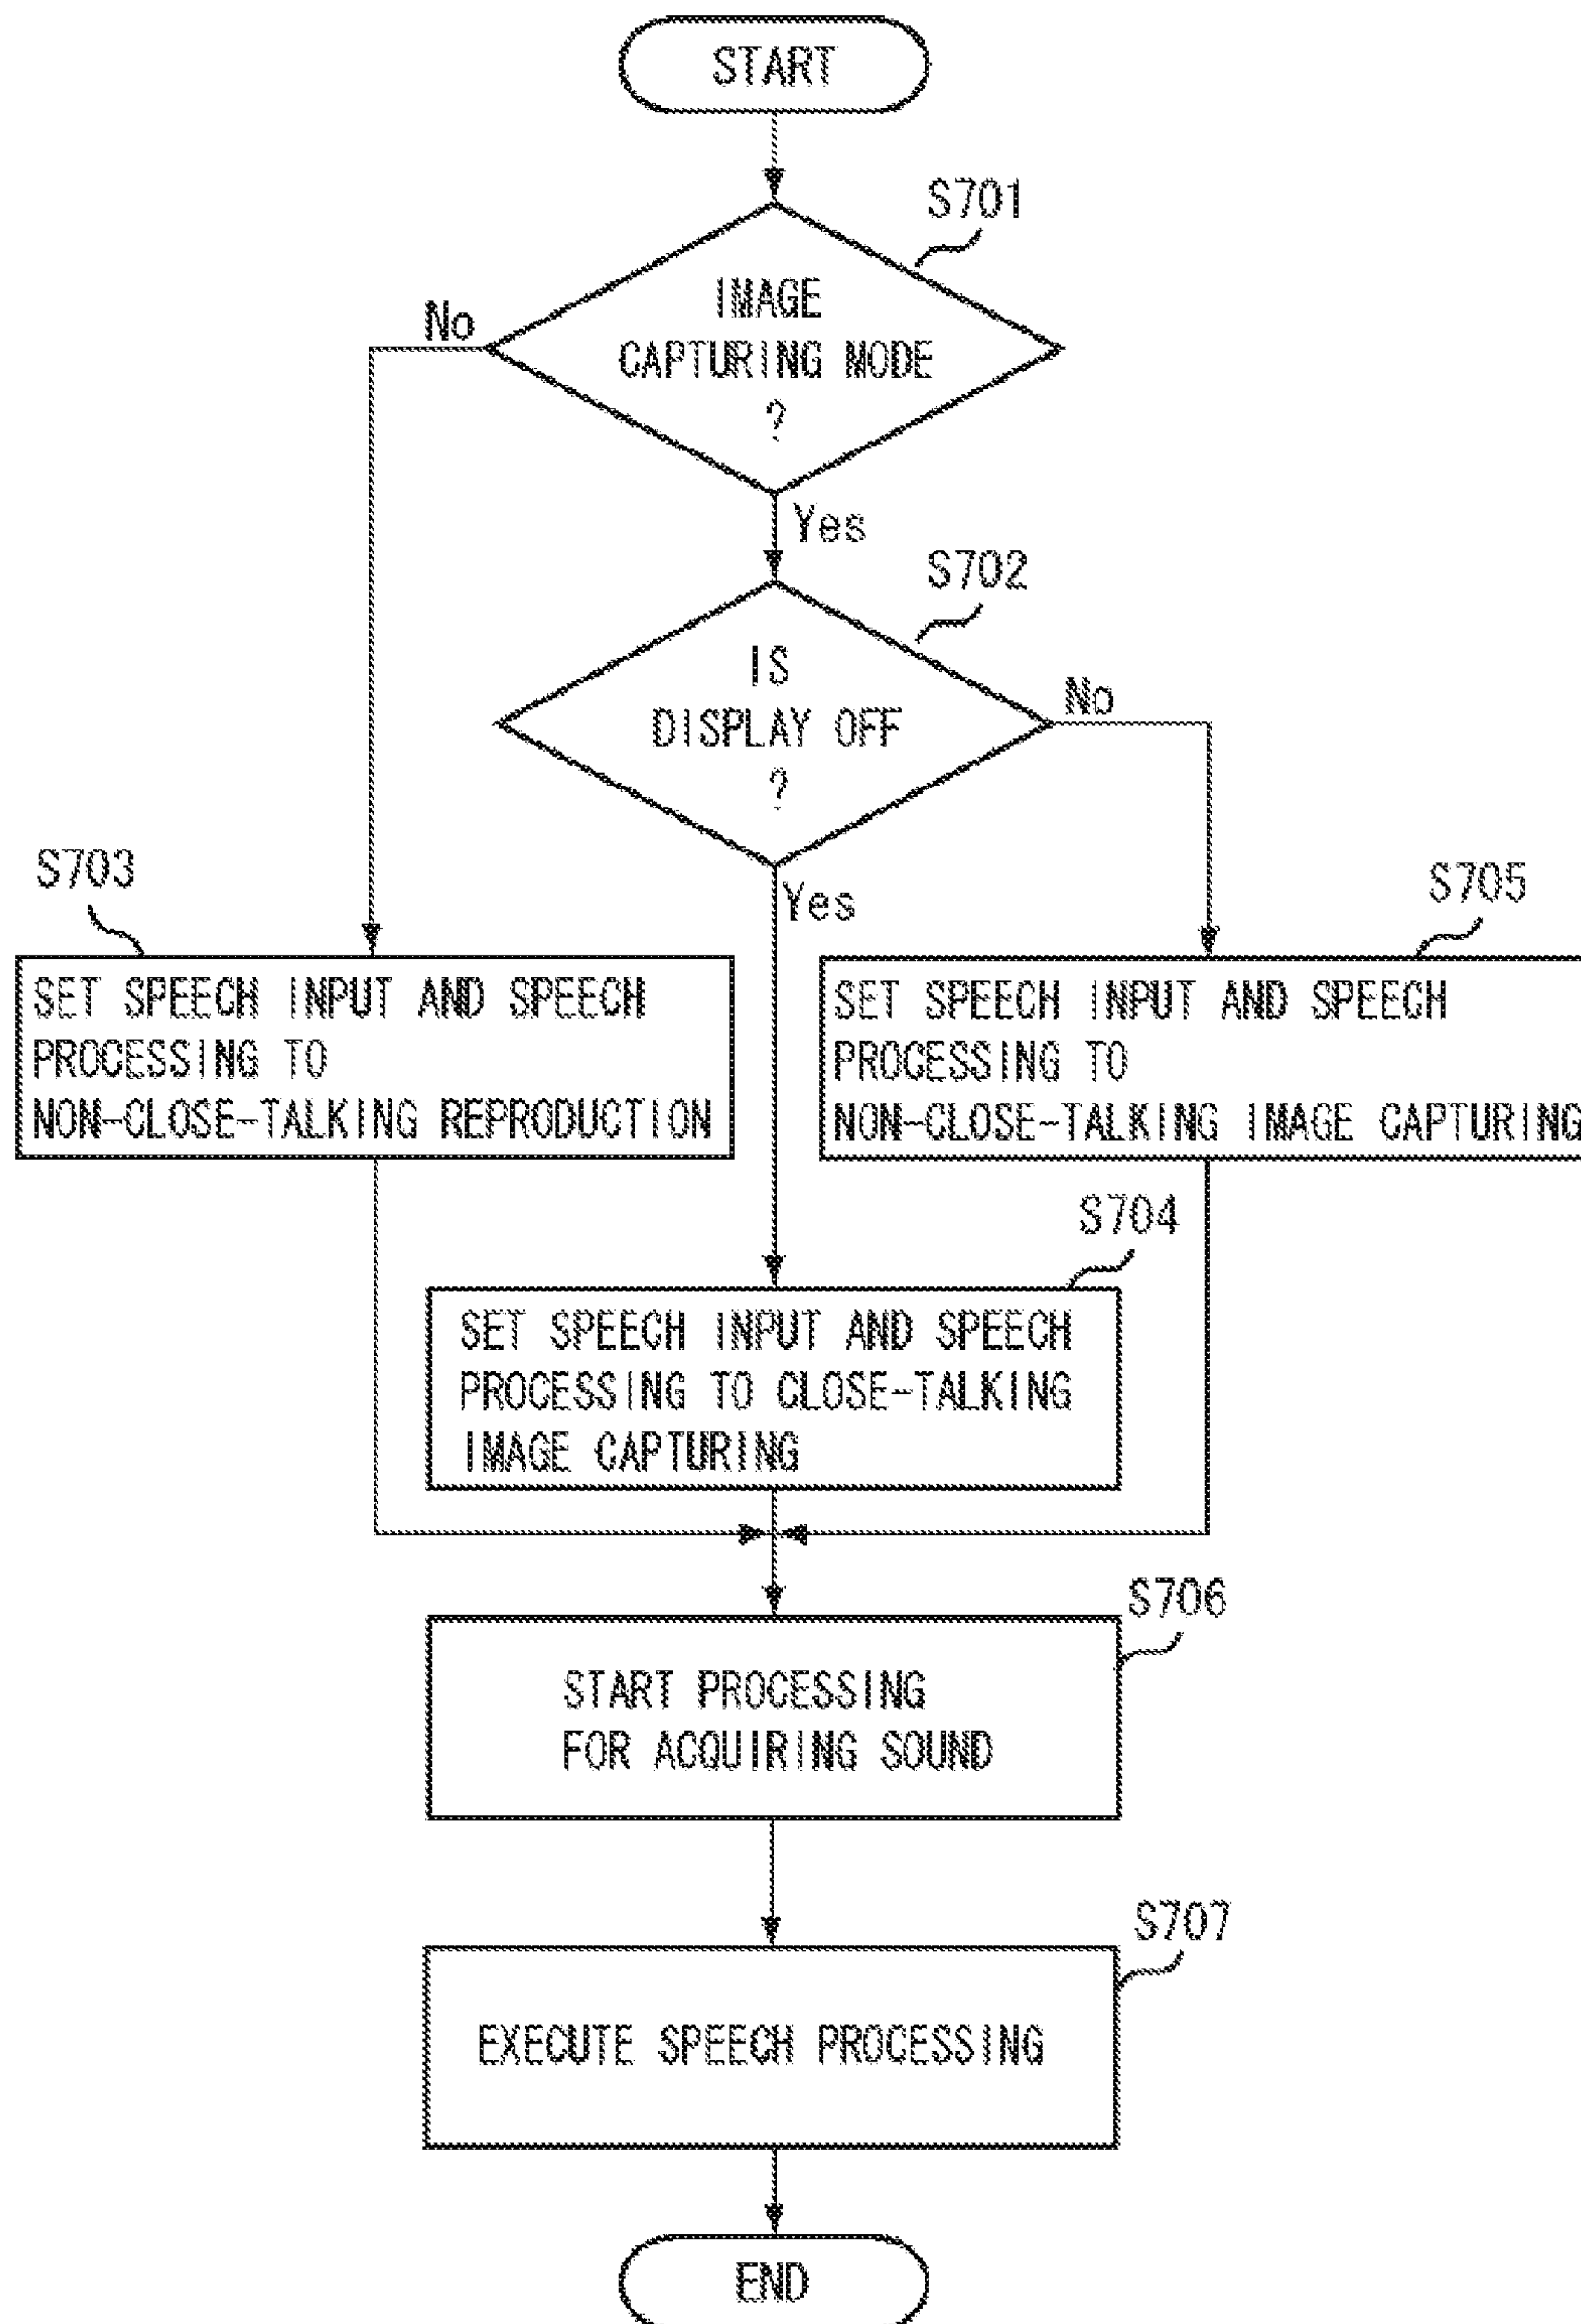 START
S701
IMAGE
CAPTURING MODE
?
No
Yes
S702
IS
DISPLAY OFF
?
No
Yes
S703
SET SPEECH INPUT AND SPEECH
PROCESSING TO
NON-CLOSE-TALKING REPRODUCTION
S705
SET SPEECH INPUT AND SPEECH
PROCESSING TO
NON-CLOSE-TALKING IMAGE CAPTURING
S704
SET SPEECH INPUT AND SPEECH
PROCESSING TO CLOSE-TALKING
IMAGE CAPTURING
S706
START PROCESSING
FOR ACQUIRING SOUND
S707
EXECUTE SPEECH PROCESSING
END